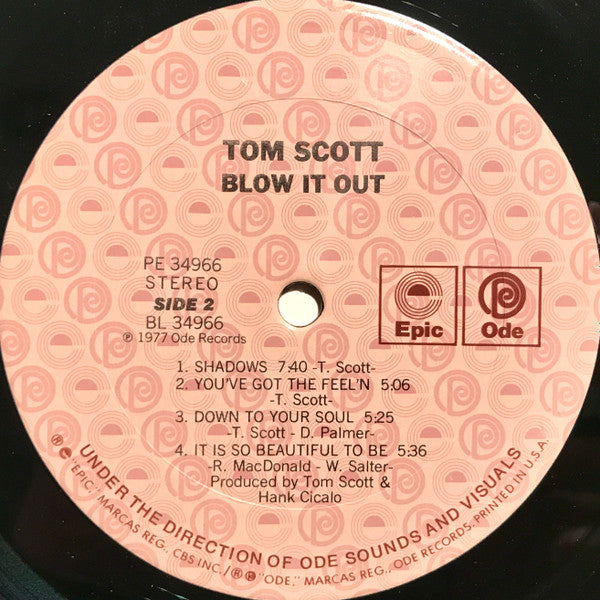 TOM SCOTT
BLOW IT OUT
PE 34966
STEREO
SIDE 2
BL 34966
℗ 1977 Ode Records
Epic
Ode
1. SHADOWS 7:40 -T. Scott-
2. YOU'VE GOT THE FEEL'N 5:06
-T. Scott-
3. DOWN TO YOUR SOUL 5:25
-T. Scott - D. Palmer-
4. IT IS SO BEAUTIFUL TO BE 5:36
-R. MacDonald - W. Salter-
Produced by Tom Scott &
Hank Cicalo
UNDER THE DIRECTION OF ODE SOUNDS AND VISUALS
"EPIC," MARCAS REG., CBS INC./ "ODE," MARCAS REG., ODE RECORDS, PRINTED IN U.S.A.